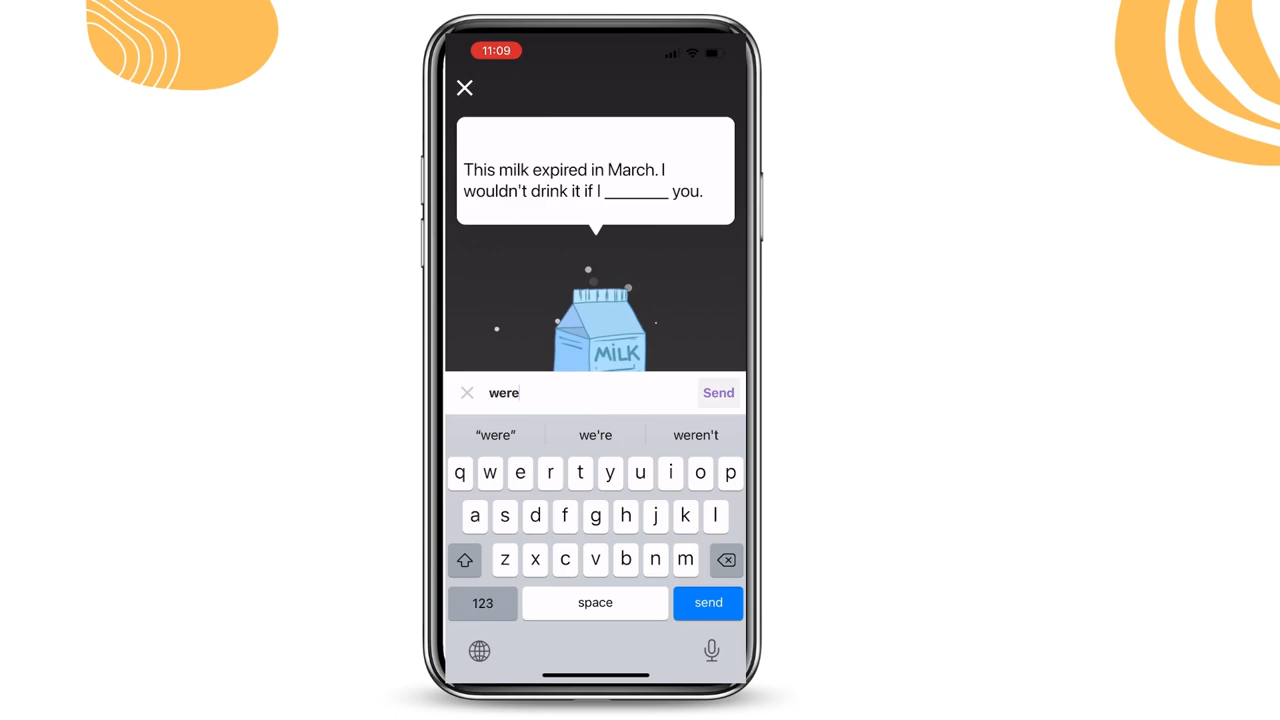 11:09
This milk expired in March. I
wouldn't drink it if I _______ you.
MiLK
were
Send
"were" we're weren't
q w e r t y u i o p
a s d f g h j k l
z x c v b n m
123 space send